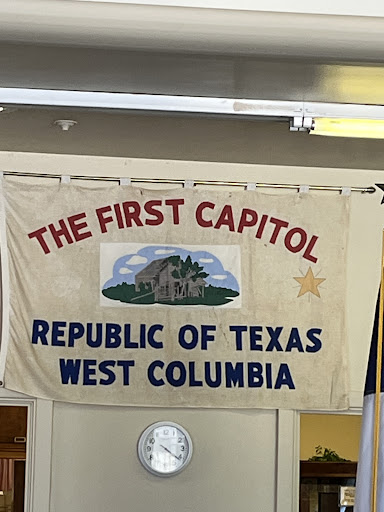 THE FIRST CAPITOL
REPUBLIC OF TEXAS
WEST COLUMBIA